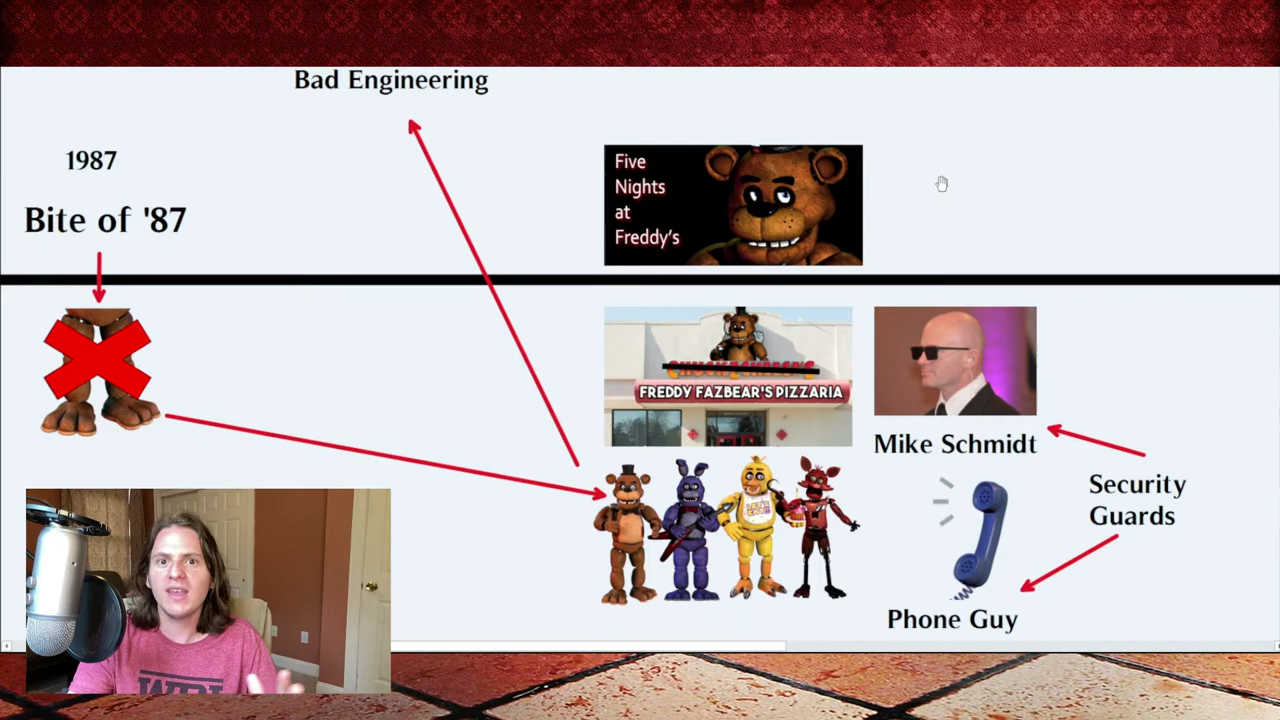 Bad Engineering
1987
Bite of '87
Five
Nights
at
Freddy's
FREDDY FAZBEAR'S PIZZARIA
Mike Schmidt
Security
Guards
Phone Guy